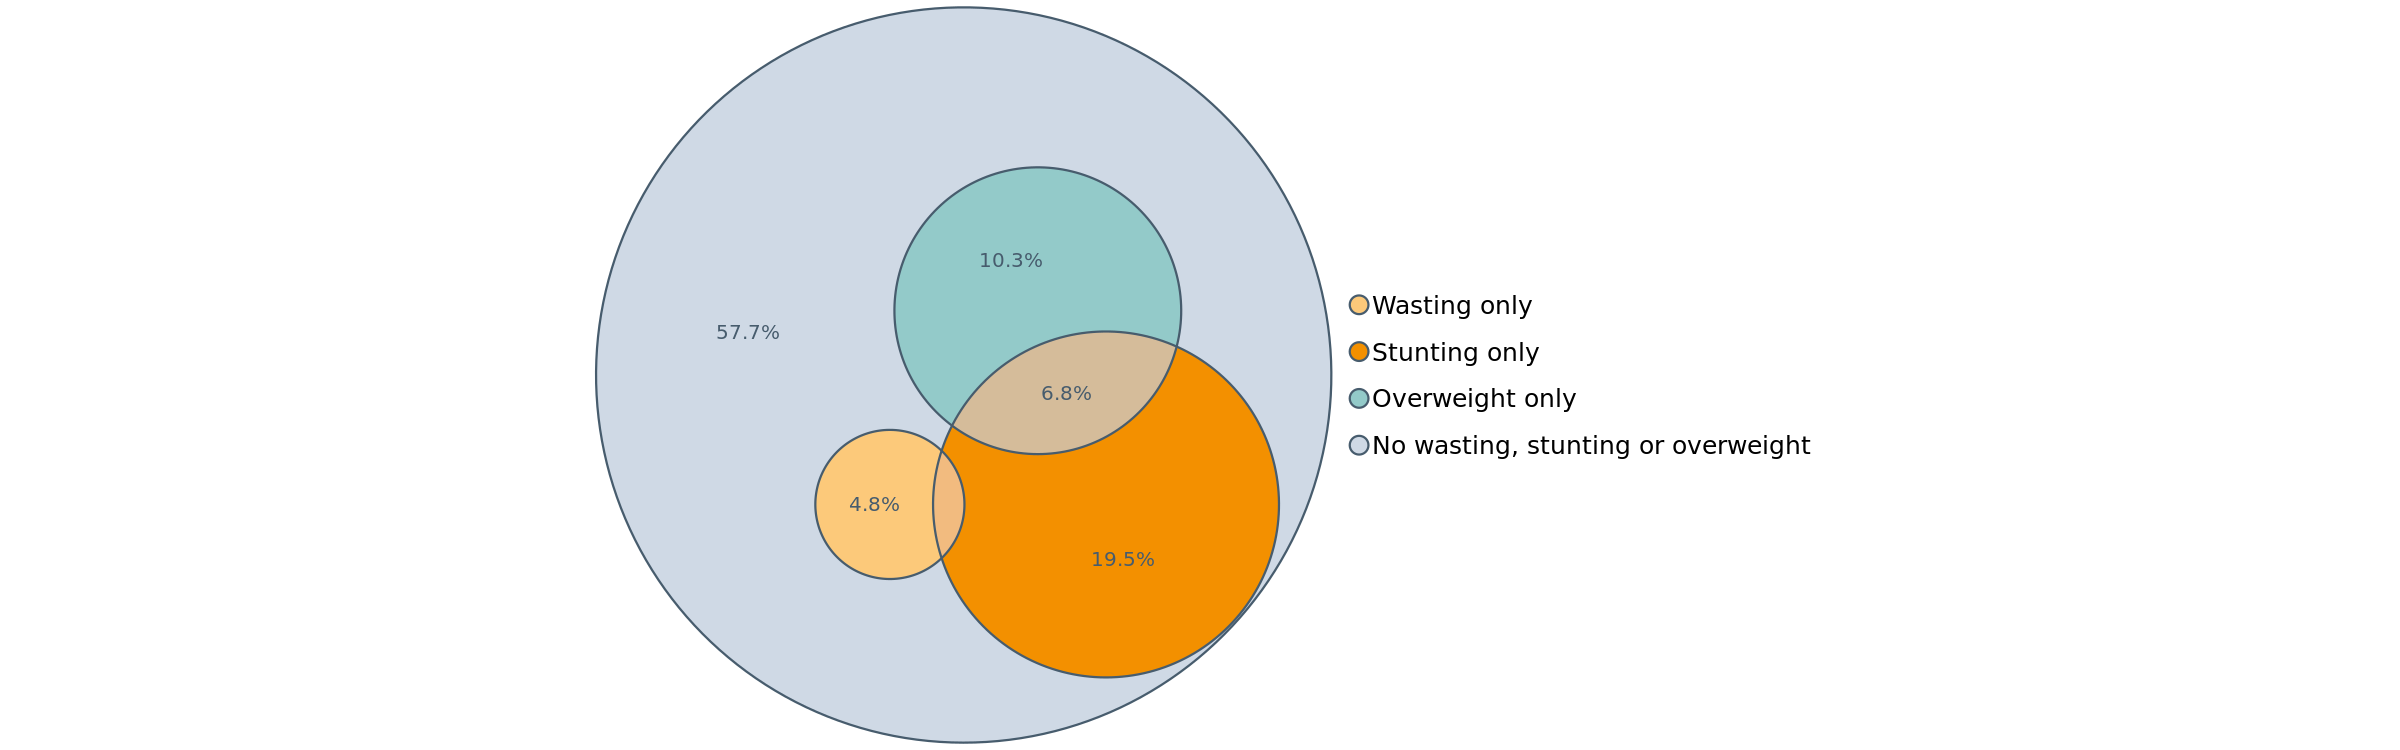 10.3%
57.7%
6.8%
4.8%
19.5%
Wasting only
Stunting only
Overweight only
No wasting, stunting or overweight